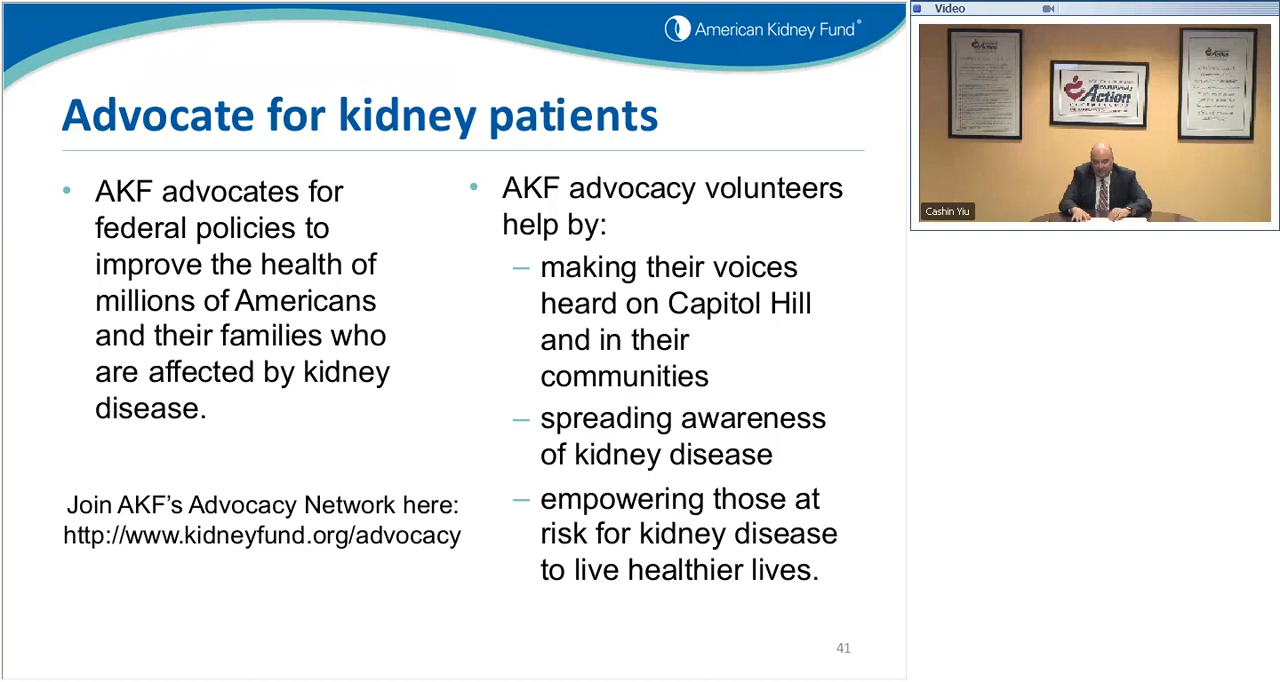 American Kidney Fund®
Advocate for kidney patients
• AKF advocates for
federal policies to
improve the health of
millions of Americans
and their families who
are affected by kidney
disease.
Join AKF’s Advocacy Network here:
http://www.kidneyfund.org/advocacy
• AKF advocacy volunteers
help by:
– making their voices
heard on Capitol Hill
and in their
communities
– spreading awareness
of kidney disease
– empowering those at
risk for kidney disease
to live healthier lives.
41
Video
Action
Cashin Yiu